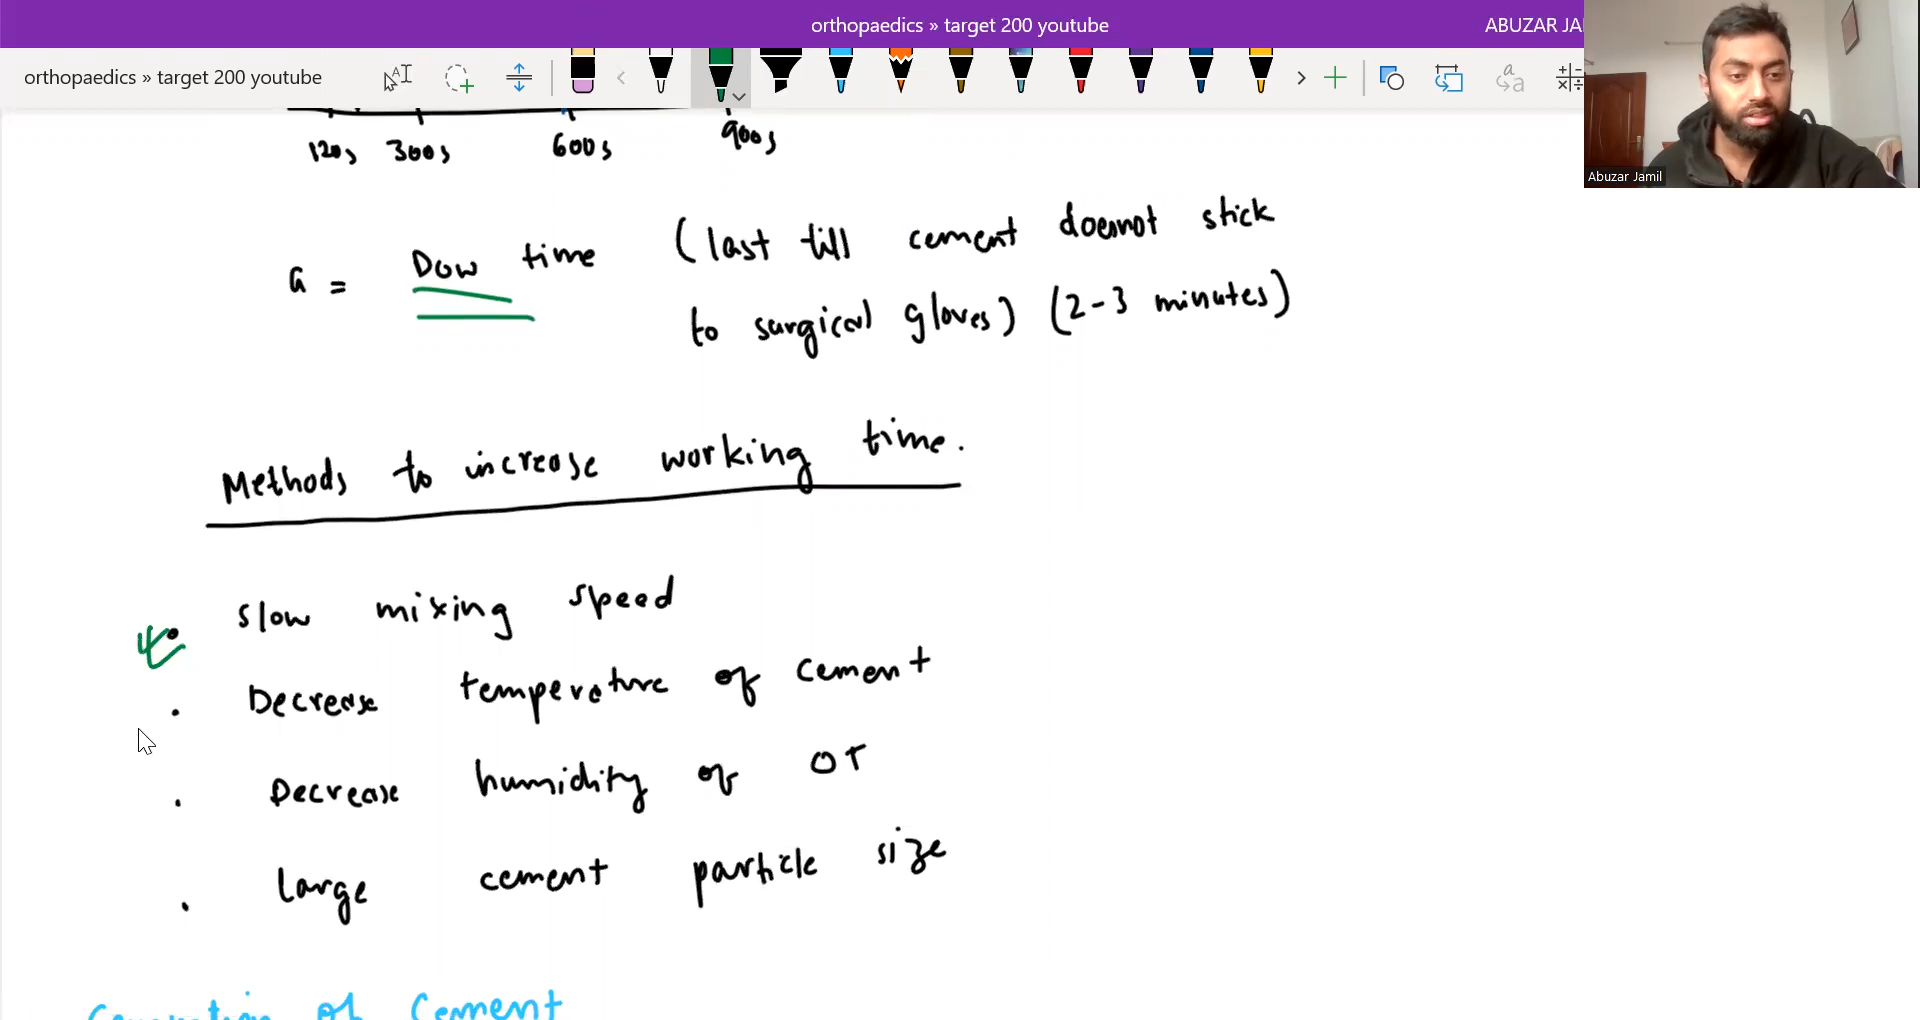 orthopaedics » target 200 youtube
ABUZAR JA
orthopaedics » target 200 youtube
Abuzar Jamil
120s 300s 600s 900s
a = Dow time (last till cement doesnot stick
to surgical gloves) (2-3 minutes)
Methods to increase working time.
slow mixing speed
. Decrease temperature of cement
. Decrease humidity of OT
. large cement particle size
of Cement